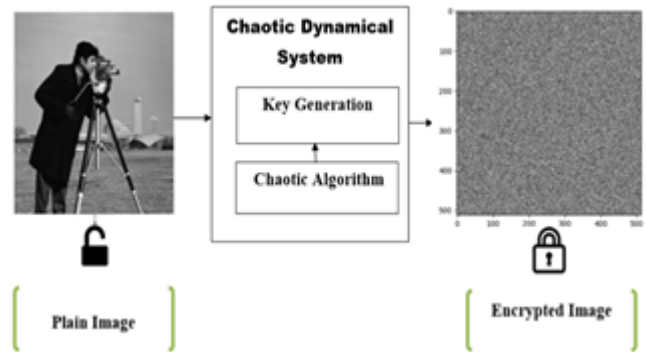 Chaotic Dynamical
System
Key Generation
Chaotic Algorithm
0
100
200
300
400
500
0 100 200 300 400 500
Plain Image
Encrypted Image